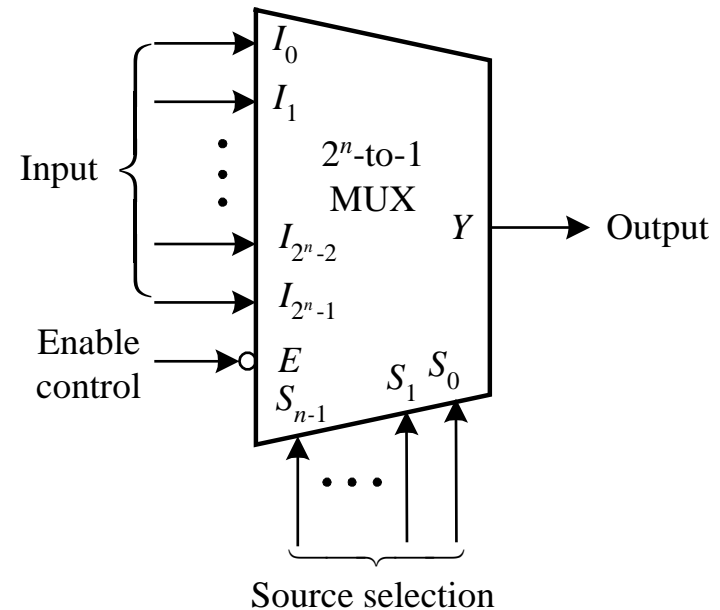 I₀
I₁
Input
2ⁿ-to-1
MUX
Y
Output
I₂ⁿ₋₂
I₂ⁿ₋₁
Enable
control
E
Sₙ₋₁
S₁
S₀
Source selection